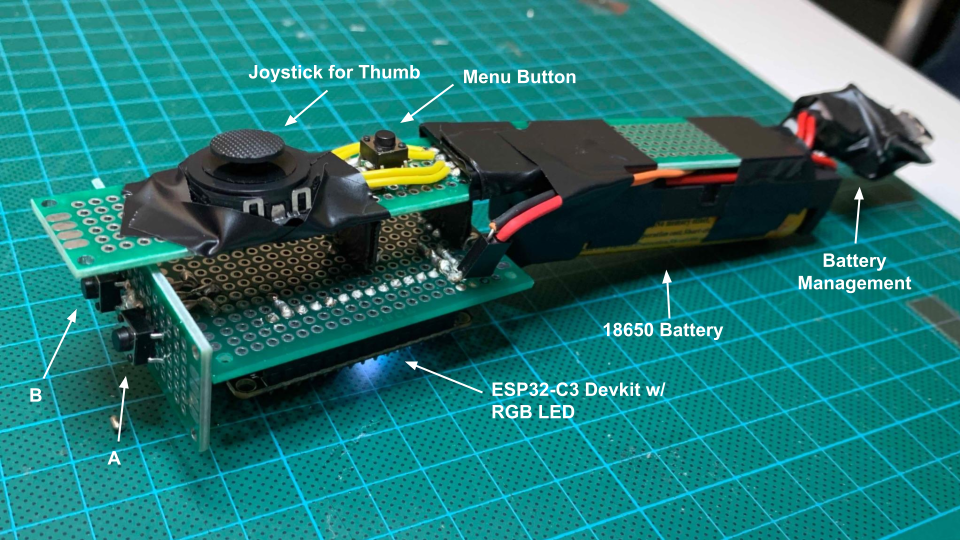 Joystick for Thumb
Menu Button
Battery
Management
18650 Battery
B
ESP32-C3 Devkit w/
RGB LED
A